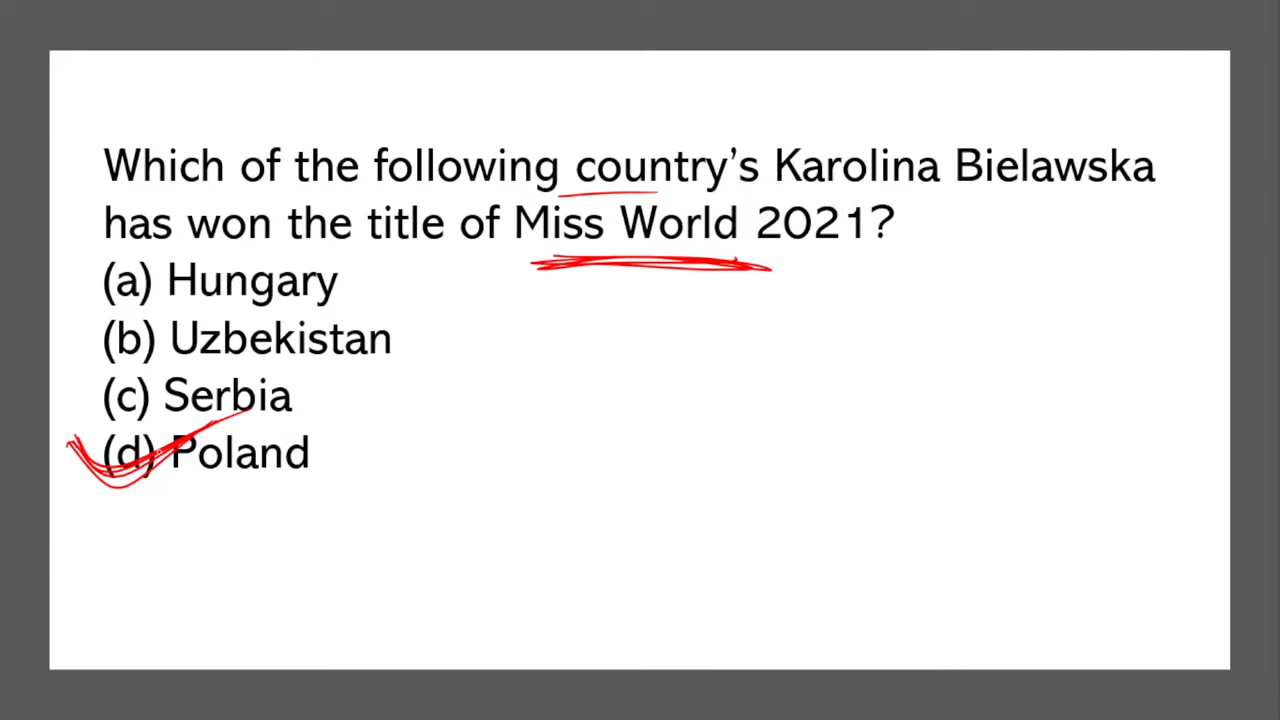 Which of the following country’s Karolina Bielawska
has won the title of Miss World 2021?
(a) Hungary
(b) Uzbekistan
(c) Serbia
(d) Poland